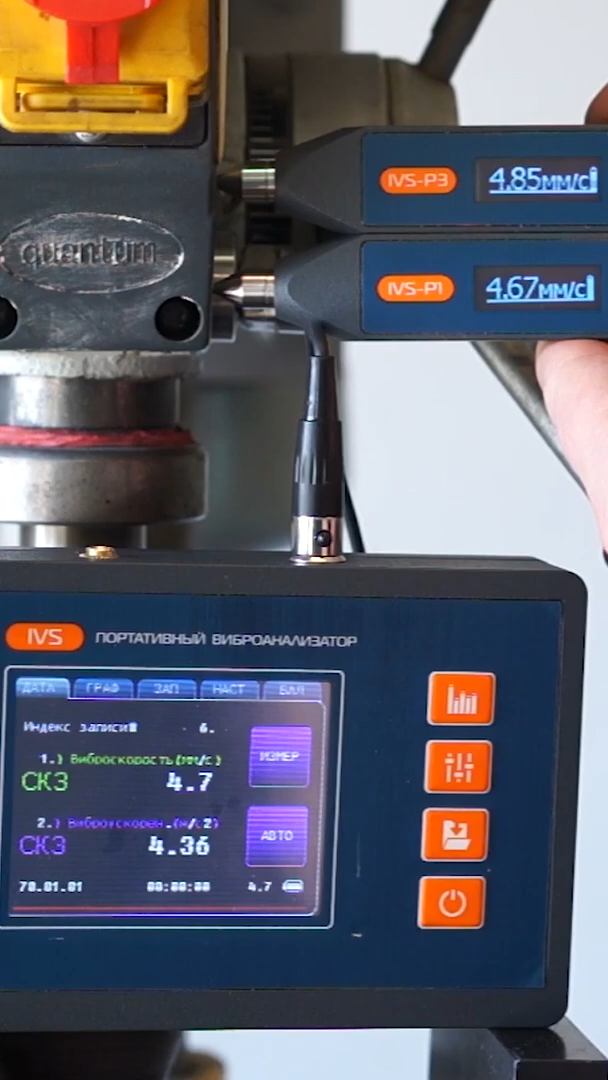 IVS-P3 4.85мм/с
quantum
IVS-P1 4.67мм/с
IVS ПОРТАТИВНЫЙ ВИБРОАНАЛИЗАТОР
ДАТА ГРАФ ЗАП НАСТ БАЛ
Индекс записи 6.
1.) Виброскорость(мм/с)
СКЗ 4.7
ИЗМЕР
2.) Виброускорен.(м/с2)
СКЗ 4.36
АВТО
70.01.01 00:00:00 4.7